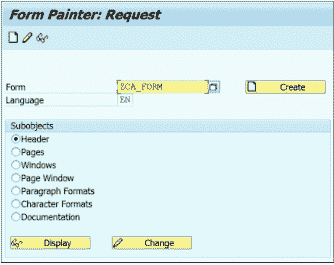 Form Painter: Request
Form ZCA_FORM Create
Language EN
Subobjects
Header
Pages
Windows
Page Window
Paragraph Formats
Character Formats
Documentation
Display Change